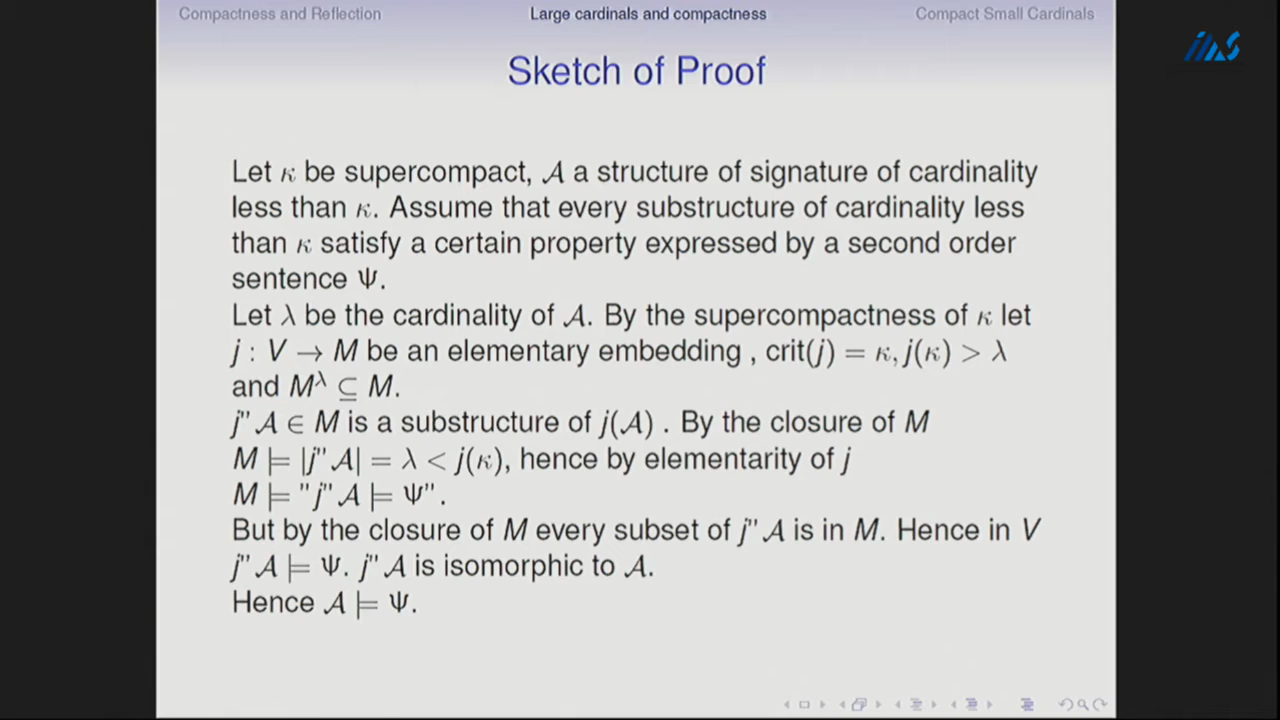 Compactness and Reflection Large cardinals and compactness Compact Small Cardinals
ims
Sketch of Proof
Let κ be supercompact, 𝒜 a structure of signature of cardinality
less than κ. Assume that every substructure of cardinality less
than κ satisfy a certain property expressed by a second order
sentence Ψ.
Let λ be the cardinality of 𝒜. By the supercompactness of κ let
j : V → M be an elementary embedding , crit(j) = κ, j(κ) > λ
and M^λ ⊆ M.
j" 𝒜 ∈ M is a substructure of j(𝒜) . By the closure of M
M ⊨ |j" 𝒜| = λ < j(κ), hence by elementarity of j
M ⊨ "j" 𝒜 ⊨ Ψ".
But by the closure of M every subset of j" 𝒜 is in M. Hence in V
j" 𝒜 ⊨ Ψ. j" 𝒜 is isomorphic to 𝒜.
Hence 𝒜 ⊨ Ψ.